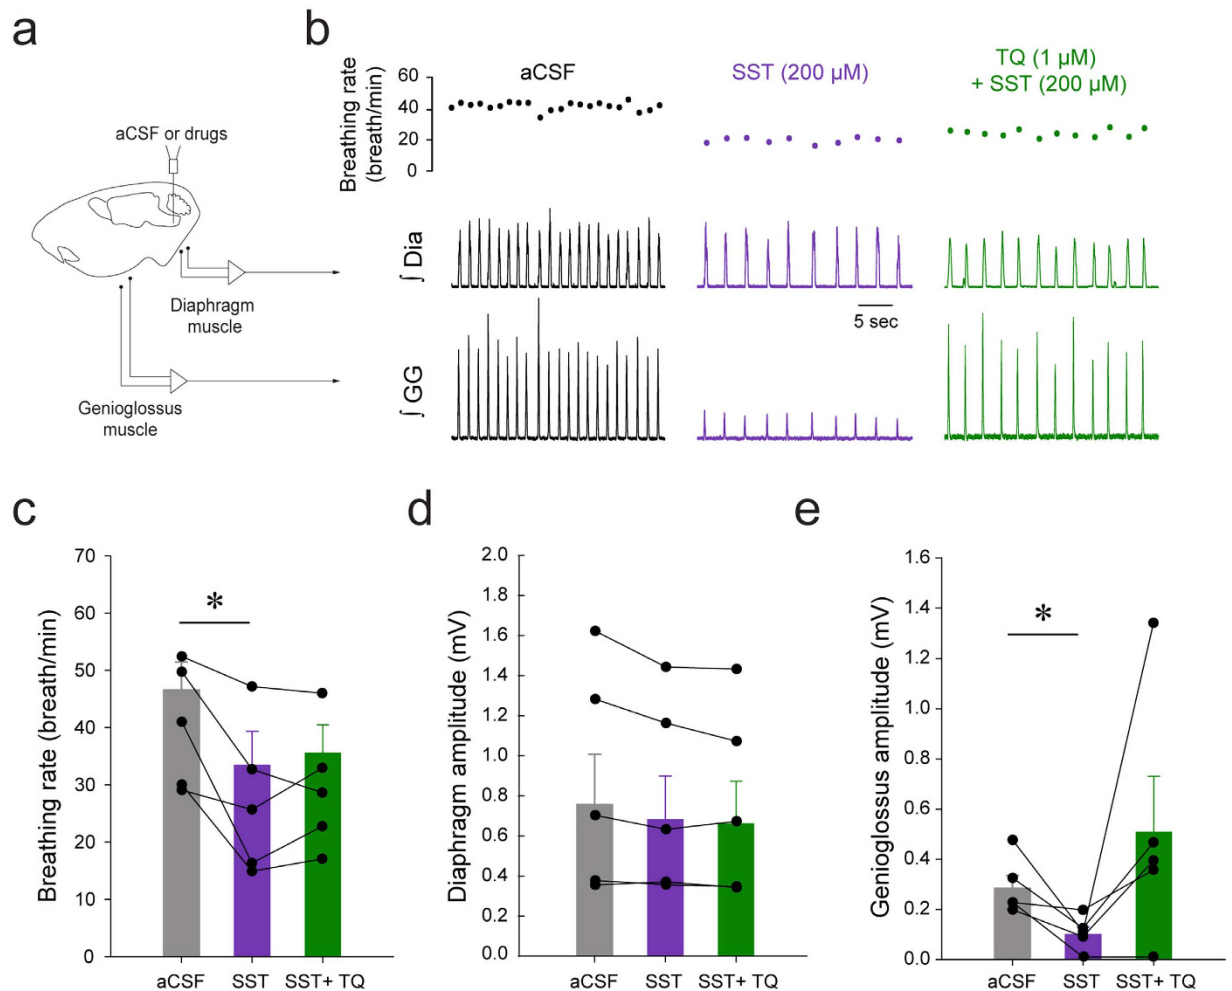 a
aCSF or drugs
Diaphragm
muscle
Genioglossus
muscle
b
Breathing rate
(breath/min)
60
40
20
0
aCSF
SST (200 µM)
TQ (1 µM)
+ SST (200 µM)
∫ Dia
5 sec
∫ GG
c
Breathing rate (breath/min)
70
60
50
40
30
20
10
0
*
aCSF
SST
SST+ TQ
d
Diaphragm amplitude (mV)
2.0
1.8
1.6
1.4
1.2
1.0
0.8
0.6
0.4
0.2
0.0
aCSF
SST
SST+ TQ
e
Genioglossus amplitude (mV)
1.6
1.4
1.2
1.0
0.8
0.6
0.4
0.2
0.0
*
aCSF
SST
SST+ TQ